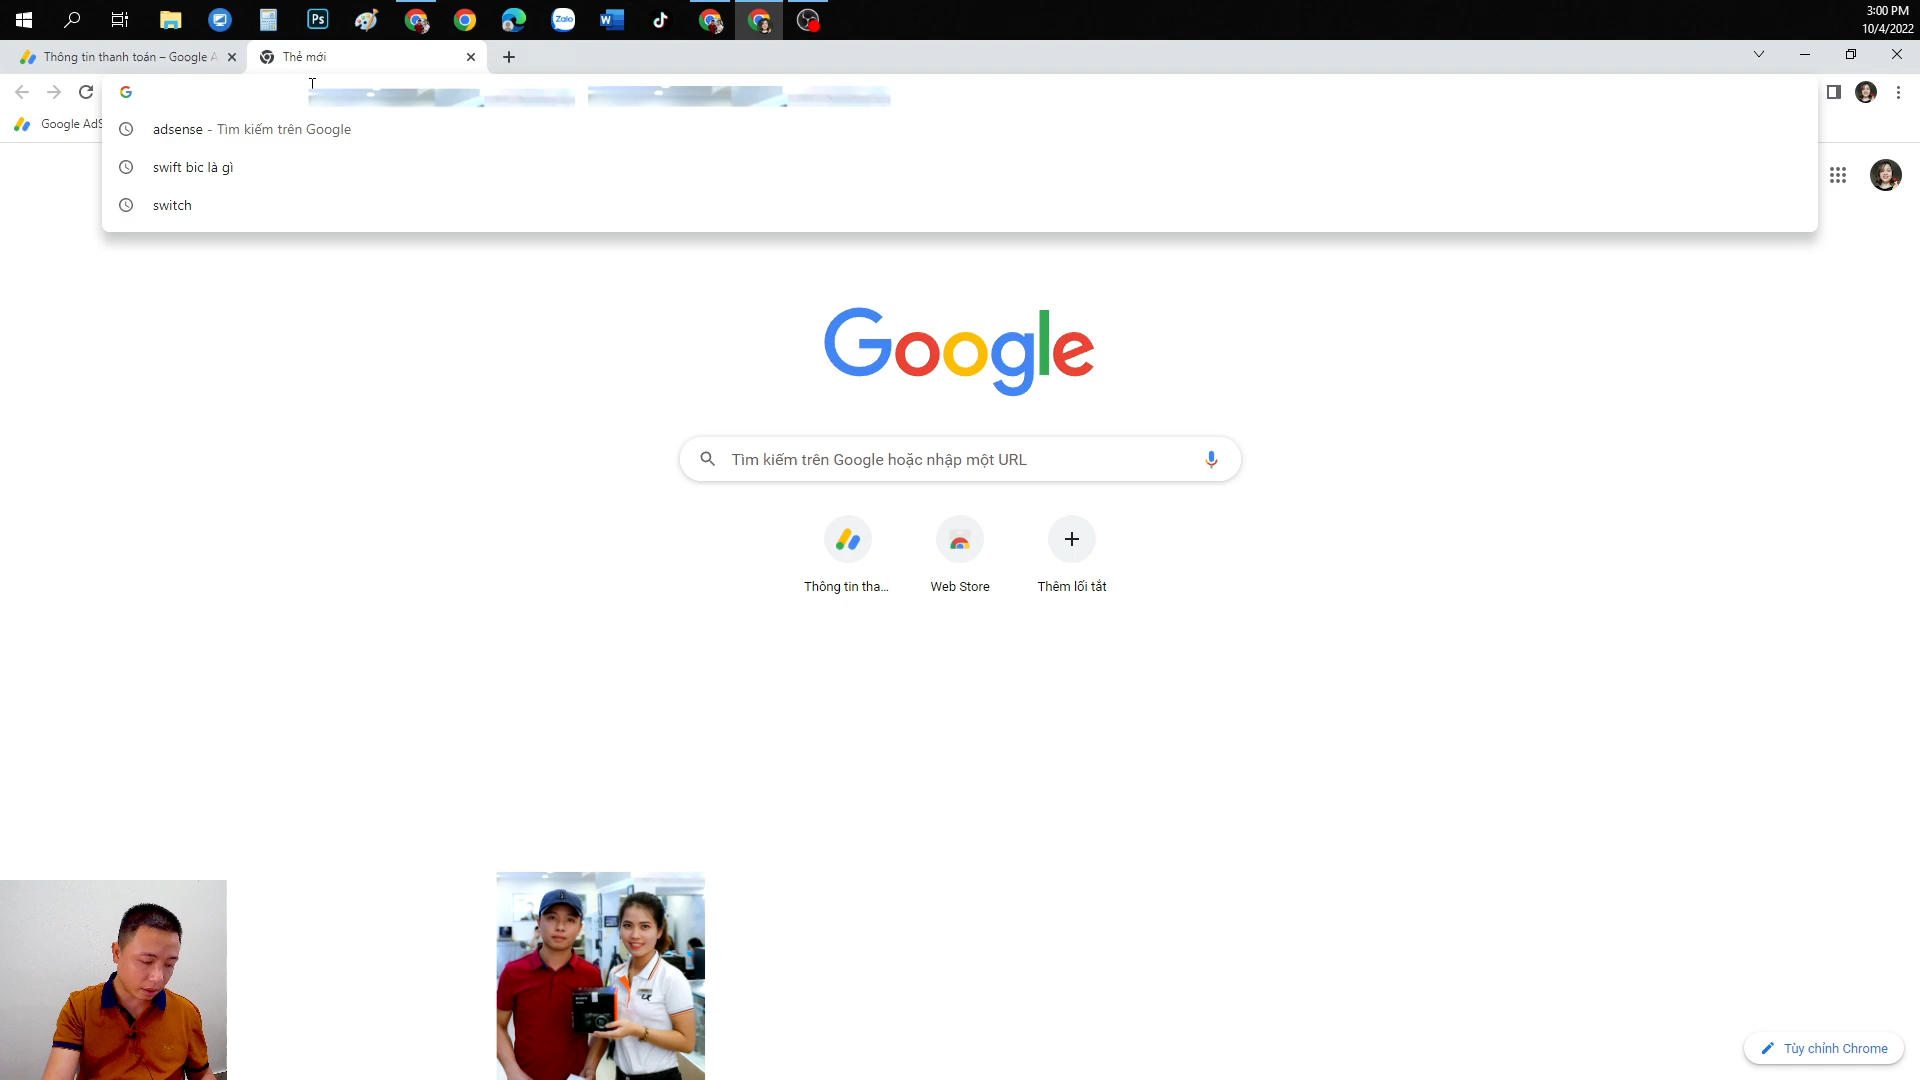 Ps
Zalo
W
3:00 PM
10/4/2022
Thông tin thanh toán – Google A
Thẻ mới
Google AdS
adsense - Tìm kiếm trên Google
swift bic là gì
switch
Google
Tìm kiếm trên Google hoặc nhập một URL
Thông tin tha...
Web Store
Thêm lối tắt
Tùy chỉnh Chrome